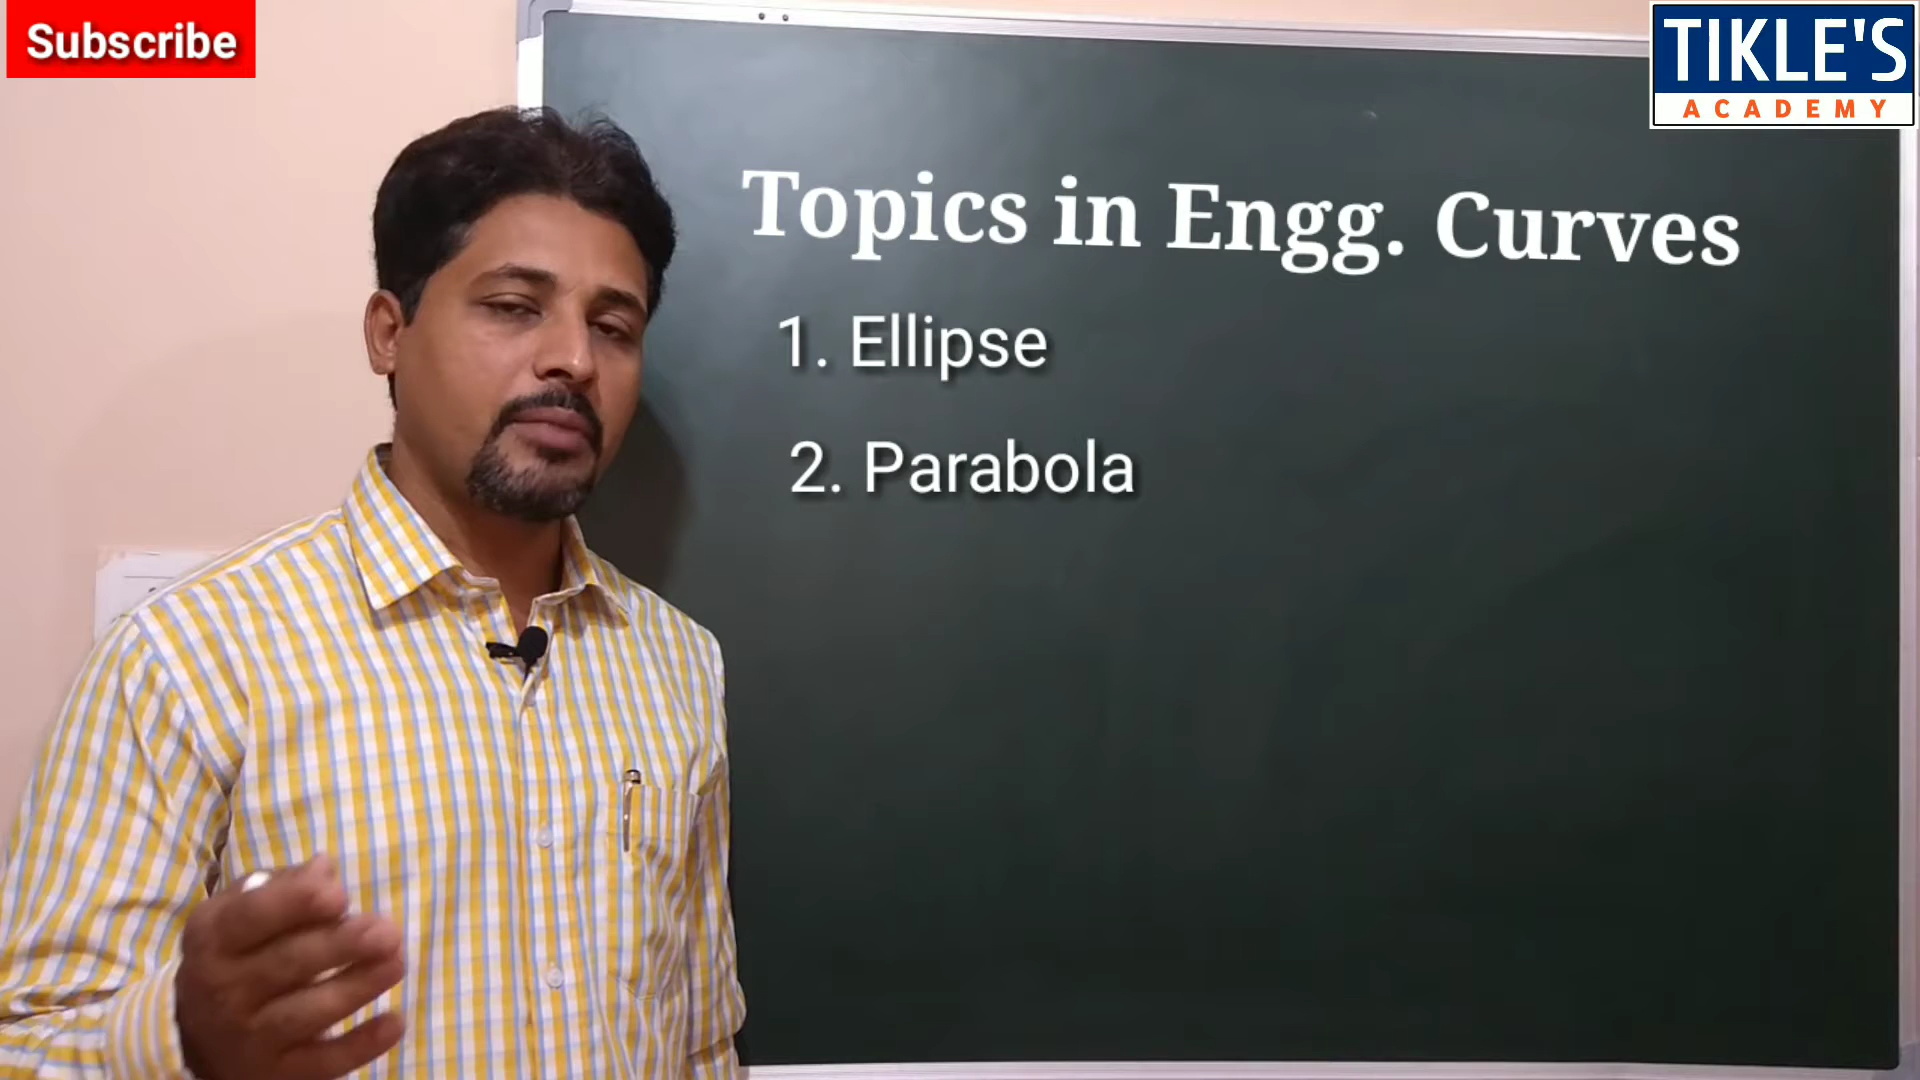 Subscribe
TIKLE'S
ACADEMY
Topics in Engg. Curves
1. Ellipse
2. Parabola